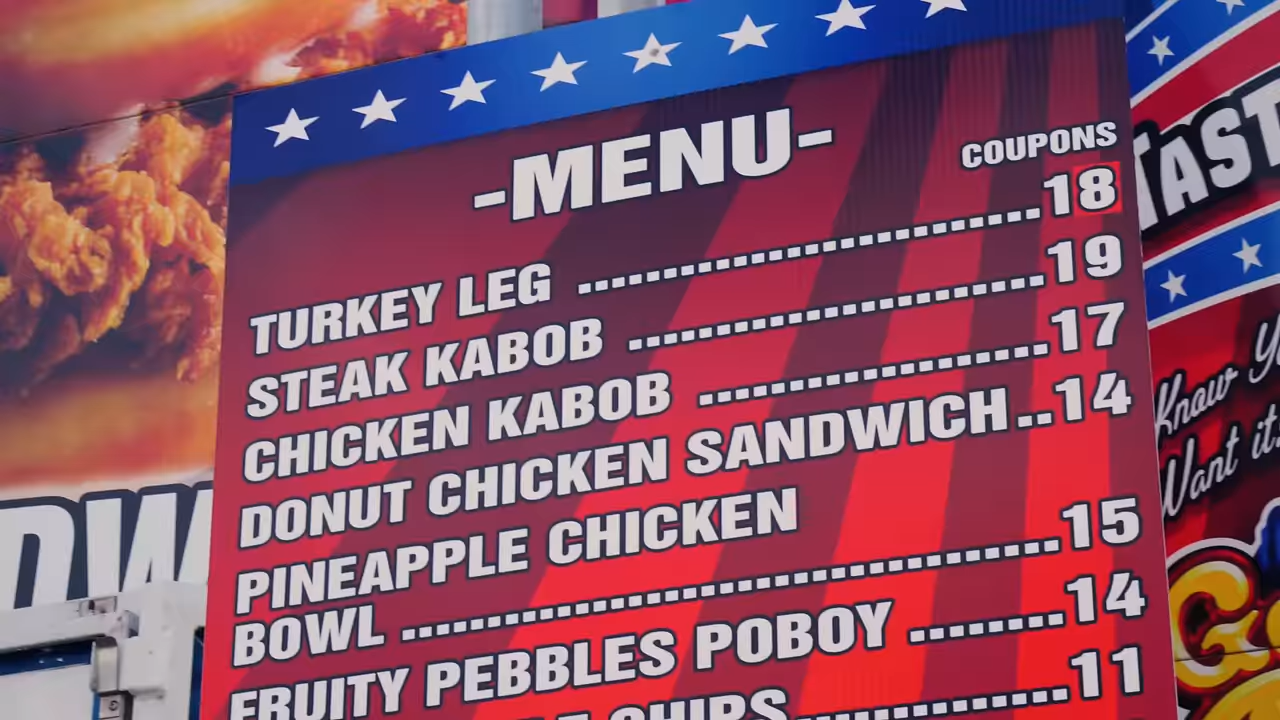 -MENU-
COUPONS
TURKEY LEG ..............................18
STEAK KABOB ..........................19
CHICKEN KABOB ......................17
DONUT CHICKEN SANDWICH..14
PINEAPPLE CHICKEN
BOWL ..........................................15
FRUITY PEBBLES POBOY ..........14
CHIPS....................11
TAST
Know
Want it